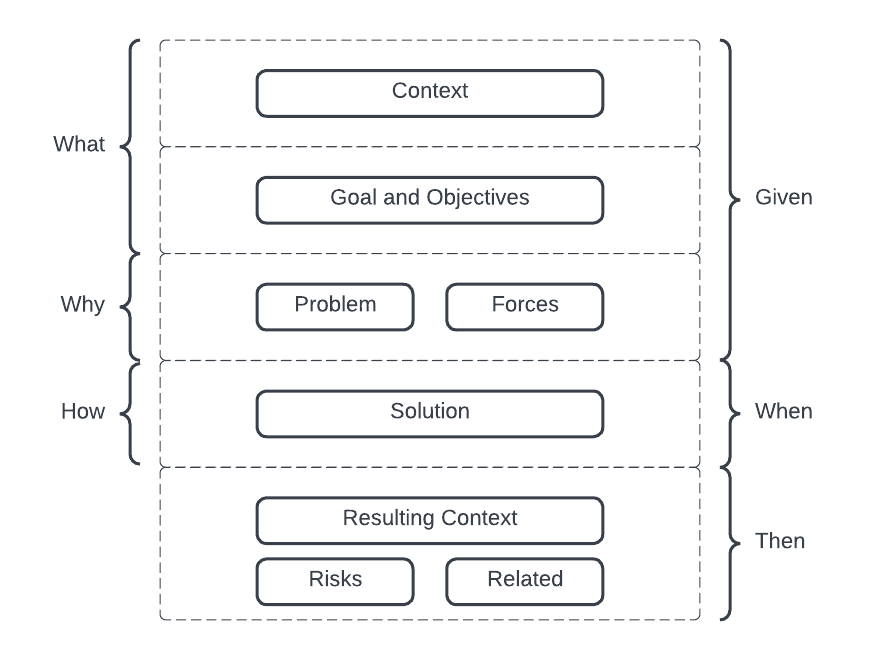 Context
What
Goal and Objectives
Given
Why
Problem
Forces
How
Solution
When
Resulting Context
Then
Risks
Related